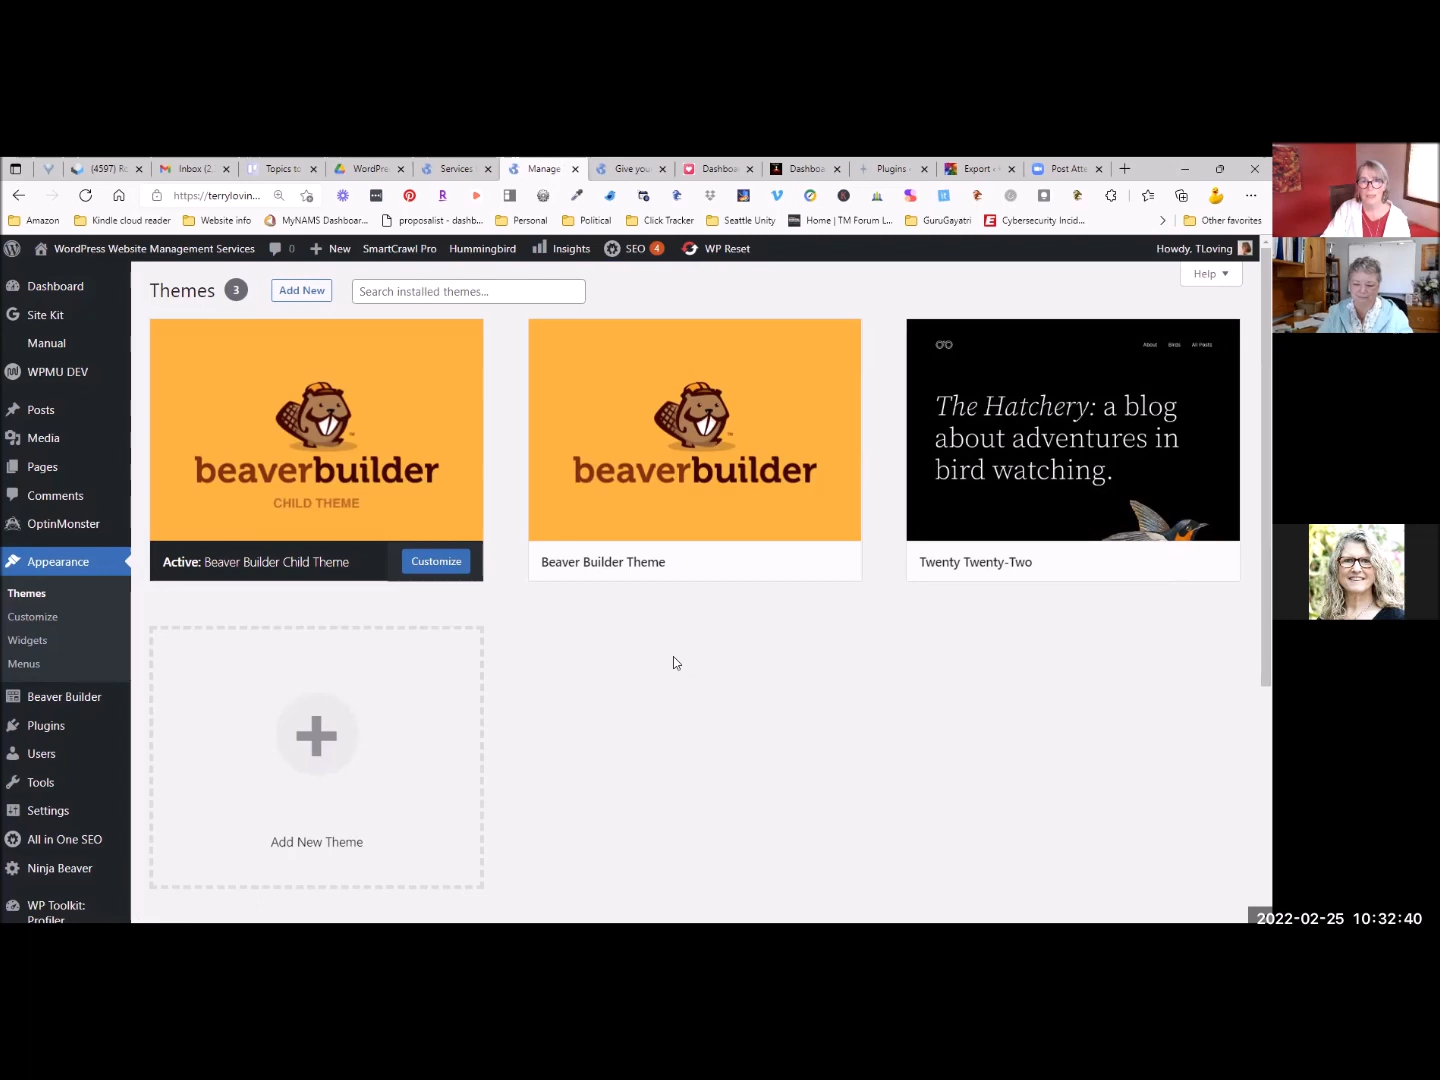 (4597) R
Inbox (2
Topics to
WordPre
Services
Manage
Give you
Dashboa
Dashboa
Plugins
Export
Post Atte
https://terrylovin...
Amazon
Kindle cloud reader
Website info
MyNAMS Dashboar...
proposalist - dashb...
Personal
Political
Click Tracker
Seattle Unity
Home | TM Forum L...
GuruGayatri
Cybersecurity Incid...
Other favorites
WordPress Website Management Services
0
New
SmartCrawl Pro
Hummingbird
Insights
SEO 4
WP Reset
Howdy, TLoving
Dashboard
Site Kit
Manual
WPMU DEV
Posts
Media
Pages
Comments
OptinMonster
Appearance
Themes
Customize
Widgets
Menus
Beaver Builder
Plugins
Users
Tools
Settings
All in One SEO
Ninja Beaver
WP Toolkit:
Profiler
Themes 3
Add New
Search installed themes...
Help
beaverbuilder
CHILD THEME
Active: Beaver Builder Child Theme
Customize
beaverbuilder
Beaver Builder Theme
About
Birds
All Posts
The Hatchery: a blog
about adventures in
bird watching.
Twenty Twenty-Two
Add New Theme
2022-02-25 10:32:40